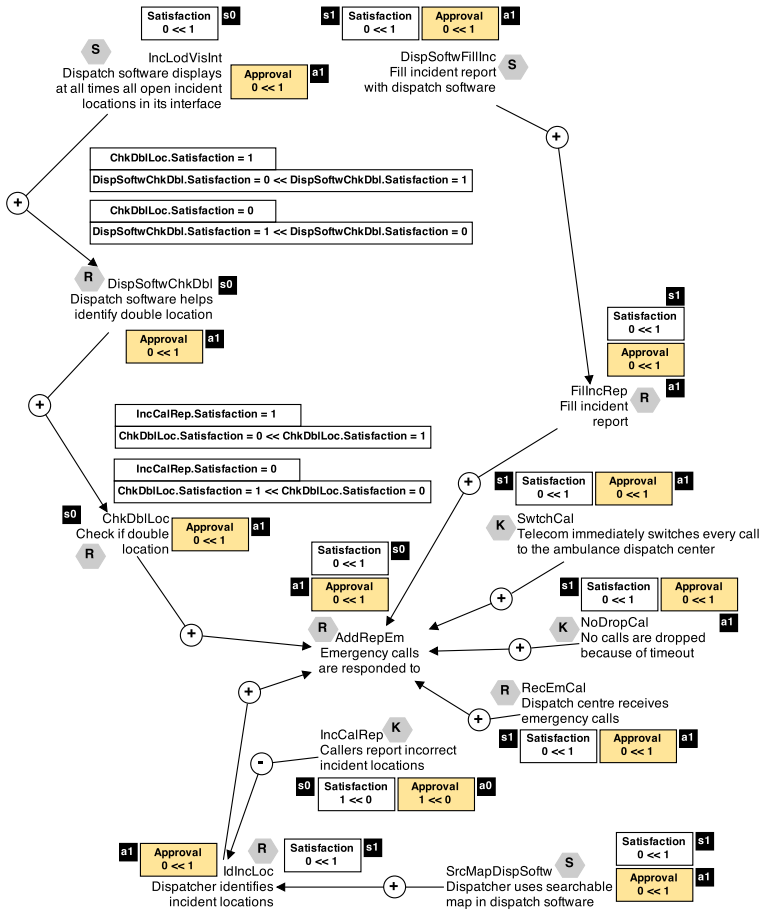 Satisfaction
0 << 1
s0
S
IncLodVisInt
Dispatch software displays
at all times all open incident
locations in its interface
Approval
0 << 1
a1
s1
Satisfaction
0 << 1
Approval
0 << 1
a1
DispSoftwFillInc
Fill incident report
with dispatch software
S
+
ChkDblLoc.Satisfaction = 1
DispSoftwChkDbl.Satisfaction = 0 << DispSoftwChkDbl.Satisfaction = 1
ChkDblLoc.Satisfaction = 0
DispSoftwChkDbl.Satisfaction = 1 << DispSoftwChkDbl.Satisfaction = 0
+
R
DispSoftwChkDbl
Dispatch software helps
identify double location
s0
Approval
0 << 1
a1
s1
Satisfaction
0 << 1
Approval
0 << 1
a1
FillIncRep
Fill incident
report
R
+
IncCalRep.Satisfaction = 1
ChkDblLoc.Satisfaction = 0 << ChkDblLoc.Satisfaction = 1
IncCalRep.Satisfaction = 0
ChkDblLoc.Satisfaction = 1 << ChkDblLoc.Satisfaction = 0
+
s1
Satisfaction
0 << 1
Approval
0 << 1
a1
K
SwtchCal
Telecom immediately switches every call
to the ambulance dispatch center
s0
ChkDblLoc
Check if double
location
R
Approval
0 << 1
a1
Satisfaction
0 << 1
s0
a1
Approval
0 << 1
R
AddRepEm
Emergency calls
are responded to
+
+
s1
Satisfaction
0 << 1
Approval
0 << 1
a1
K
NoDropCal
No calls are dropped
because of timeout
+
R
RecEmCal
Dispatch centre receives
emergency calls
+
s1
Satisfaction
0 << 1
Approval
0 << 1
a1
+
IncCalRep
K
Callers report incorrect
incident locations
-
s0
Satisfaction
1 << 0
Approval
1 << 0
a0
a1
Approval
0 << 1
R
IdIncLoc
Dispatcher identifies
incident locations
Satisfaction
0 << 1
s1
+
SrcMapDispSoftw
Dispatcher uses searchable
map in dispatch software
S
Satisfaction
0 << 1
s1
Approval
0 << 1
a1